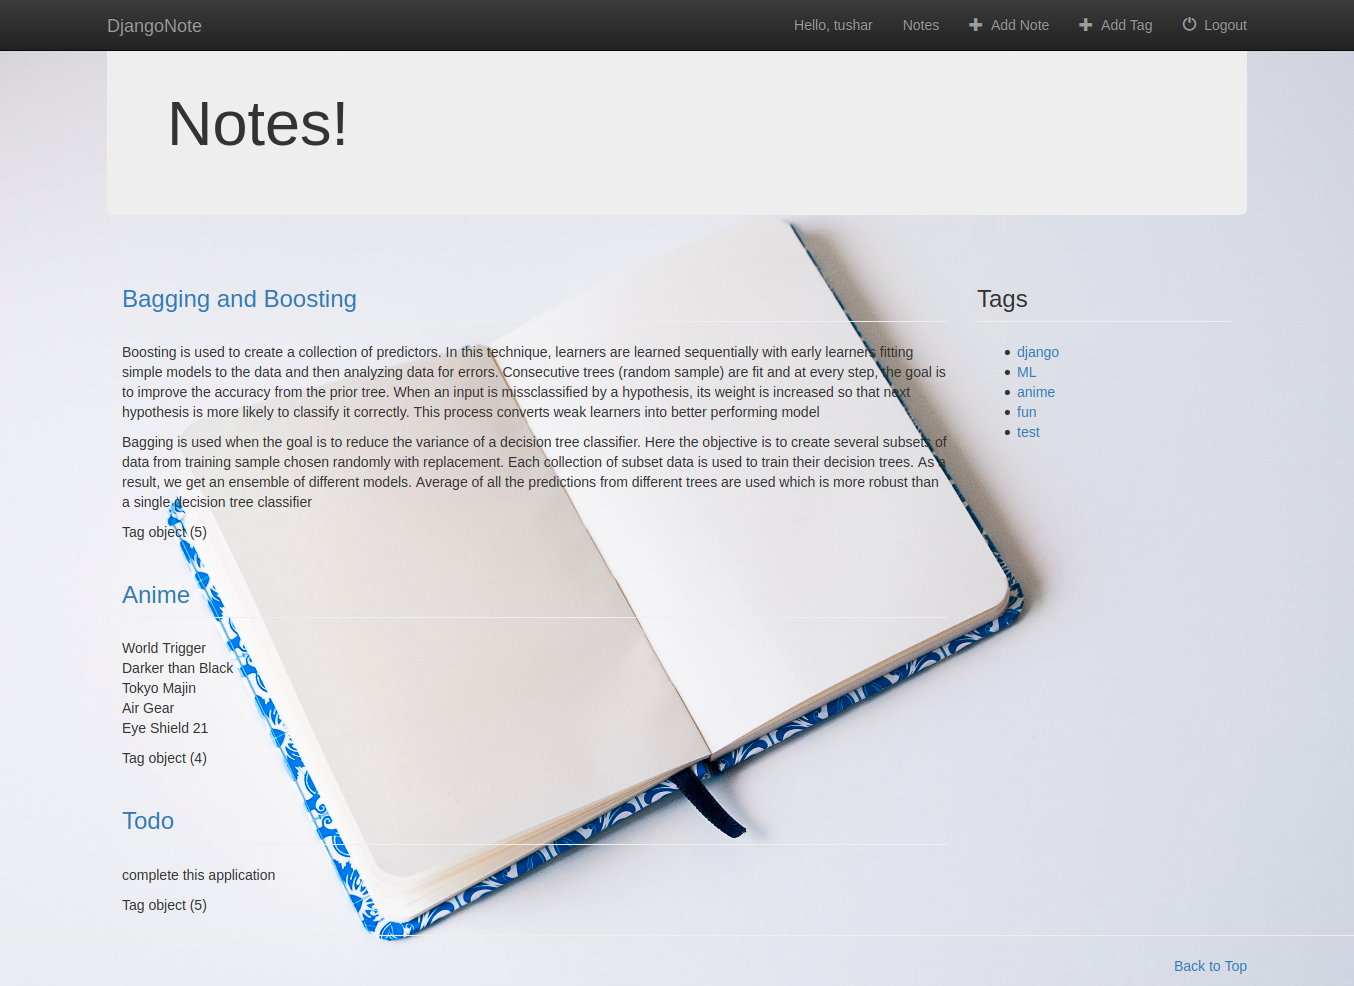 DjangoNote
Hello, tushar
Notes
Add Note
Add Tag
Logout
Notes!
Bagging and Boosting
Boosting is used to create a collection of predictors. In this technique, learners are learned sequentially with early learners fitting
simple models to the data and then analyzing data for errors. Consecutive trees (random sample) are fit and at every step, the goal is
to improve the accuracy from the prior tree. When an input is missclassified by a hypothesis, its weight is increased so that next
hypothesis is more likely to classify it correctly. This process converts weak learners into better performing model
Bagging is used when the goal is to reduce the variance of a decision tree classifier. Here the objective is to create several subsets of
data from training sample chosen randomly with replacement. Each collection of subset data is used to train their decision trees. As a
result, we get an ensemble of different models. Average of all the predictions from different trees are used which is more robust than
a single decision tree classifier
Tag object (5)
Anime
World Trigger
Darker than Black
Tokyo Majin
Air Gear
Eye Shield 21
Tag object (4)
Todo
complete this application
Tag object (5)
Tags
django
ML
anime
fun
test
Back to Top